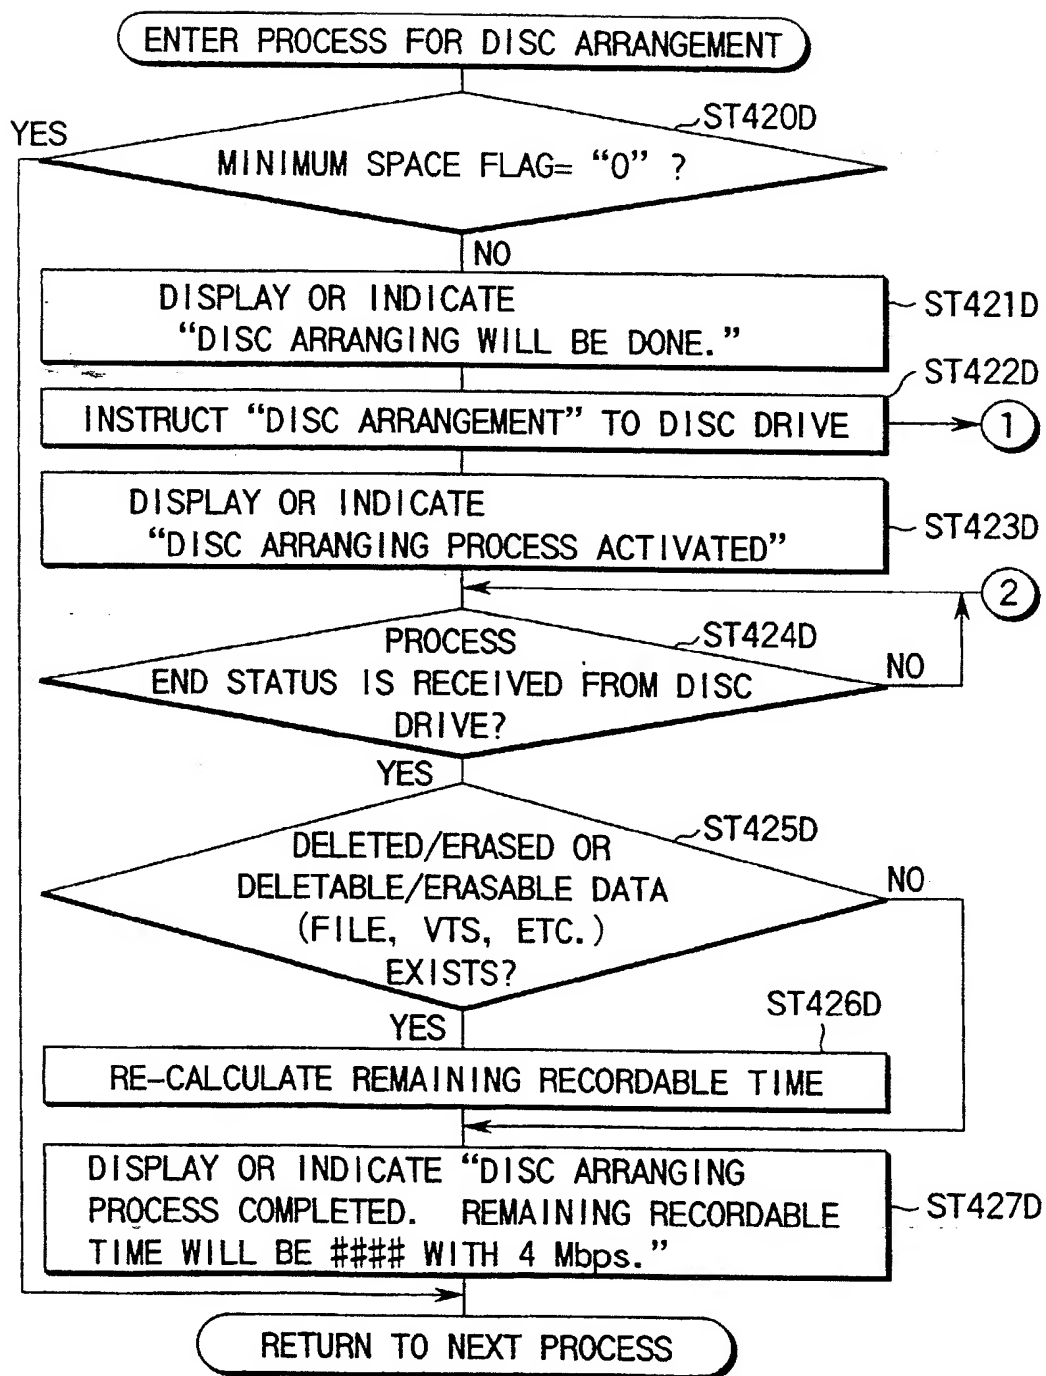 ENTER PROCESS FOR DISC ARRANGEMENT
YES
ST420D
MINIMUM SPACE FLAG= “0” ?
NO
DISPLAY OR INDICATE
“DISC ARRANGING WILL BE DONE.”
ST421D
ST422D
INSTRUCT “DISC ARRANGEMENT” TO DISC DRIVE
1
DISPLAY OR INDICATE
“DISC ARRANGING PROCESS ACTIVATED”
ST423D
2
ST424D
PROCESS
END STATUS IS RECEIVED FROM DISC
DRIVE?
NO
YES
ST425D
DELETED/ERASED OR
DELETABLE/ERASABLE DATA
(FILE, VTS, ETC.)
EXISTS?
NO
YES
ST426D
RE-CALCULATE REMAINING RECORDABLE TIME
DISPLAY OR INDICATE “DISC ARRANGING
PROCESS COMPLETED. REMAINING RECORDABLE
TIME WILL BE #### WITH 4 Mbps.”
ST427D
RETURN TO NEXT PROCESS